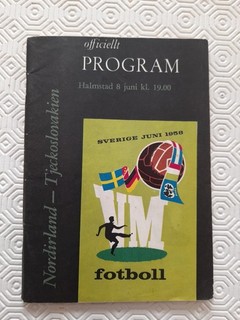 officiellt
PROGRAM
Halmstad 8 juni kl. 19.00
Nordirland – Tjeckoslovakien
SVERIGE JUNI 1958
VM
fotboll